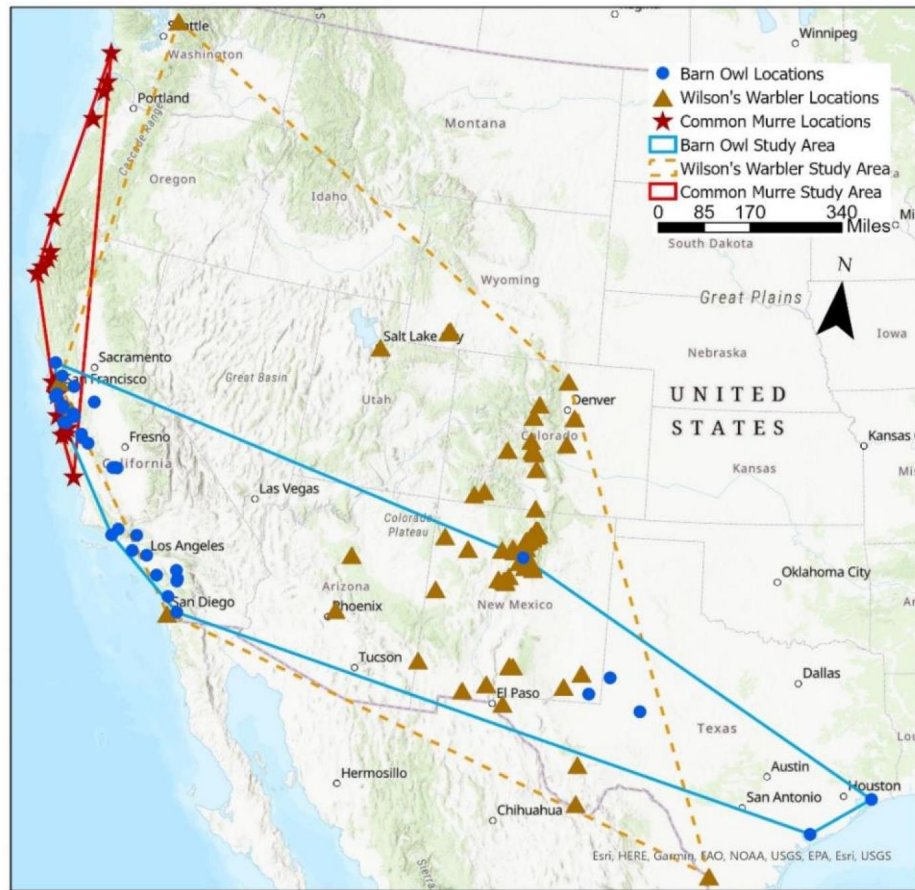 Seattle
Washington
Winnipeg
Barn Owl Locations
Wilson's Warbler Locations
Common Murre Locations
Barn Owl Study Area
Wilson's Warbler Study Area
Common Murre Study Area
0 85 170 340
Miles
Portland
Cascade Range
Montana
Oregon
Idaho
South Dakota
Wyoming
N
Great Plains
Iowa
Salt Lake City
Sacramento
San Francisco
Great Basin
Nebraska
Utah
UNITED
STATES
Denver
Colorado
Kansas
Fresno
California
Las Vegas
Colorado
Plateau
Los Angeles
Oklahoma City
Arizona
San Diego
Phoenix
New Mexico
Tucson
El Paso
Dallas
Texas
Hermosillo
Austin
Houston
San Antonio
Chihuahua
Esri, HERE, Garmin, FAO, NOAA, USGS, EPA, Esri, USGS